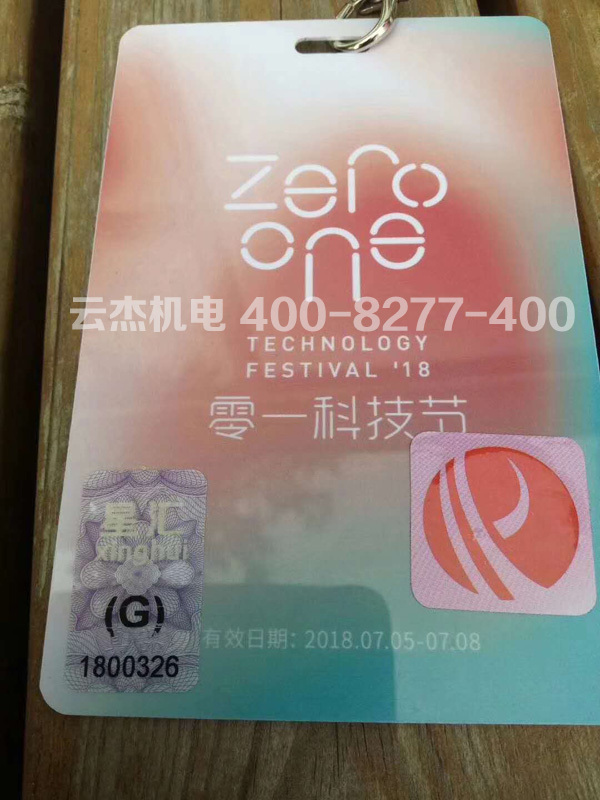 zero
one
云杰机电 400-8277-400
TECHNOLOGY
FESTIVAL '18
零一科技节
星汇
xinghui
(G)
1800326
有效日期：2018.07.05-07.08